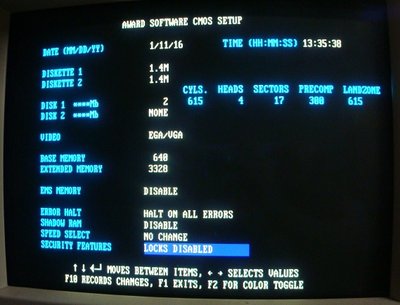 AWARD SOFTWARE CMOS SETUP
DATE (MM/DD/YY) 1/11/16 TIME (HH:MM:SS) 13:35:38
DISKETTE 1 1.4M
DISKETTE 2 1.4M
CYLS. HEADS SECTORS PRECOMP LANDZONE
DISK 1 ****Mb 2 615 4 17 300 615
DISK 2 ****Mb NONE
VIDEO EGA/VGA
BASE MEMORY 640
EXTENDED MEMORY 3328
EMS MEMORY DISABLE
ERROR HALT HALT ON ALL ERRORS
SHADOW RAM DISABLE
SPEED SELECT NO CHANGE
SECURITY FEATURES LOCKS DISABLED
↑ ↓ ↵ MOVES BETWEEN ITEMS, ← → SELECTS VALUES
F10 RECORDS CHANGES, F1 EXITS, F2 FOR COLOR TOGGLE